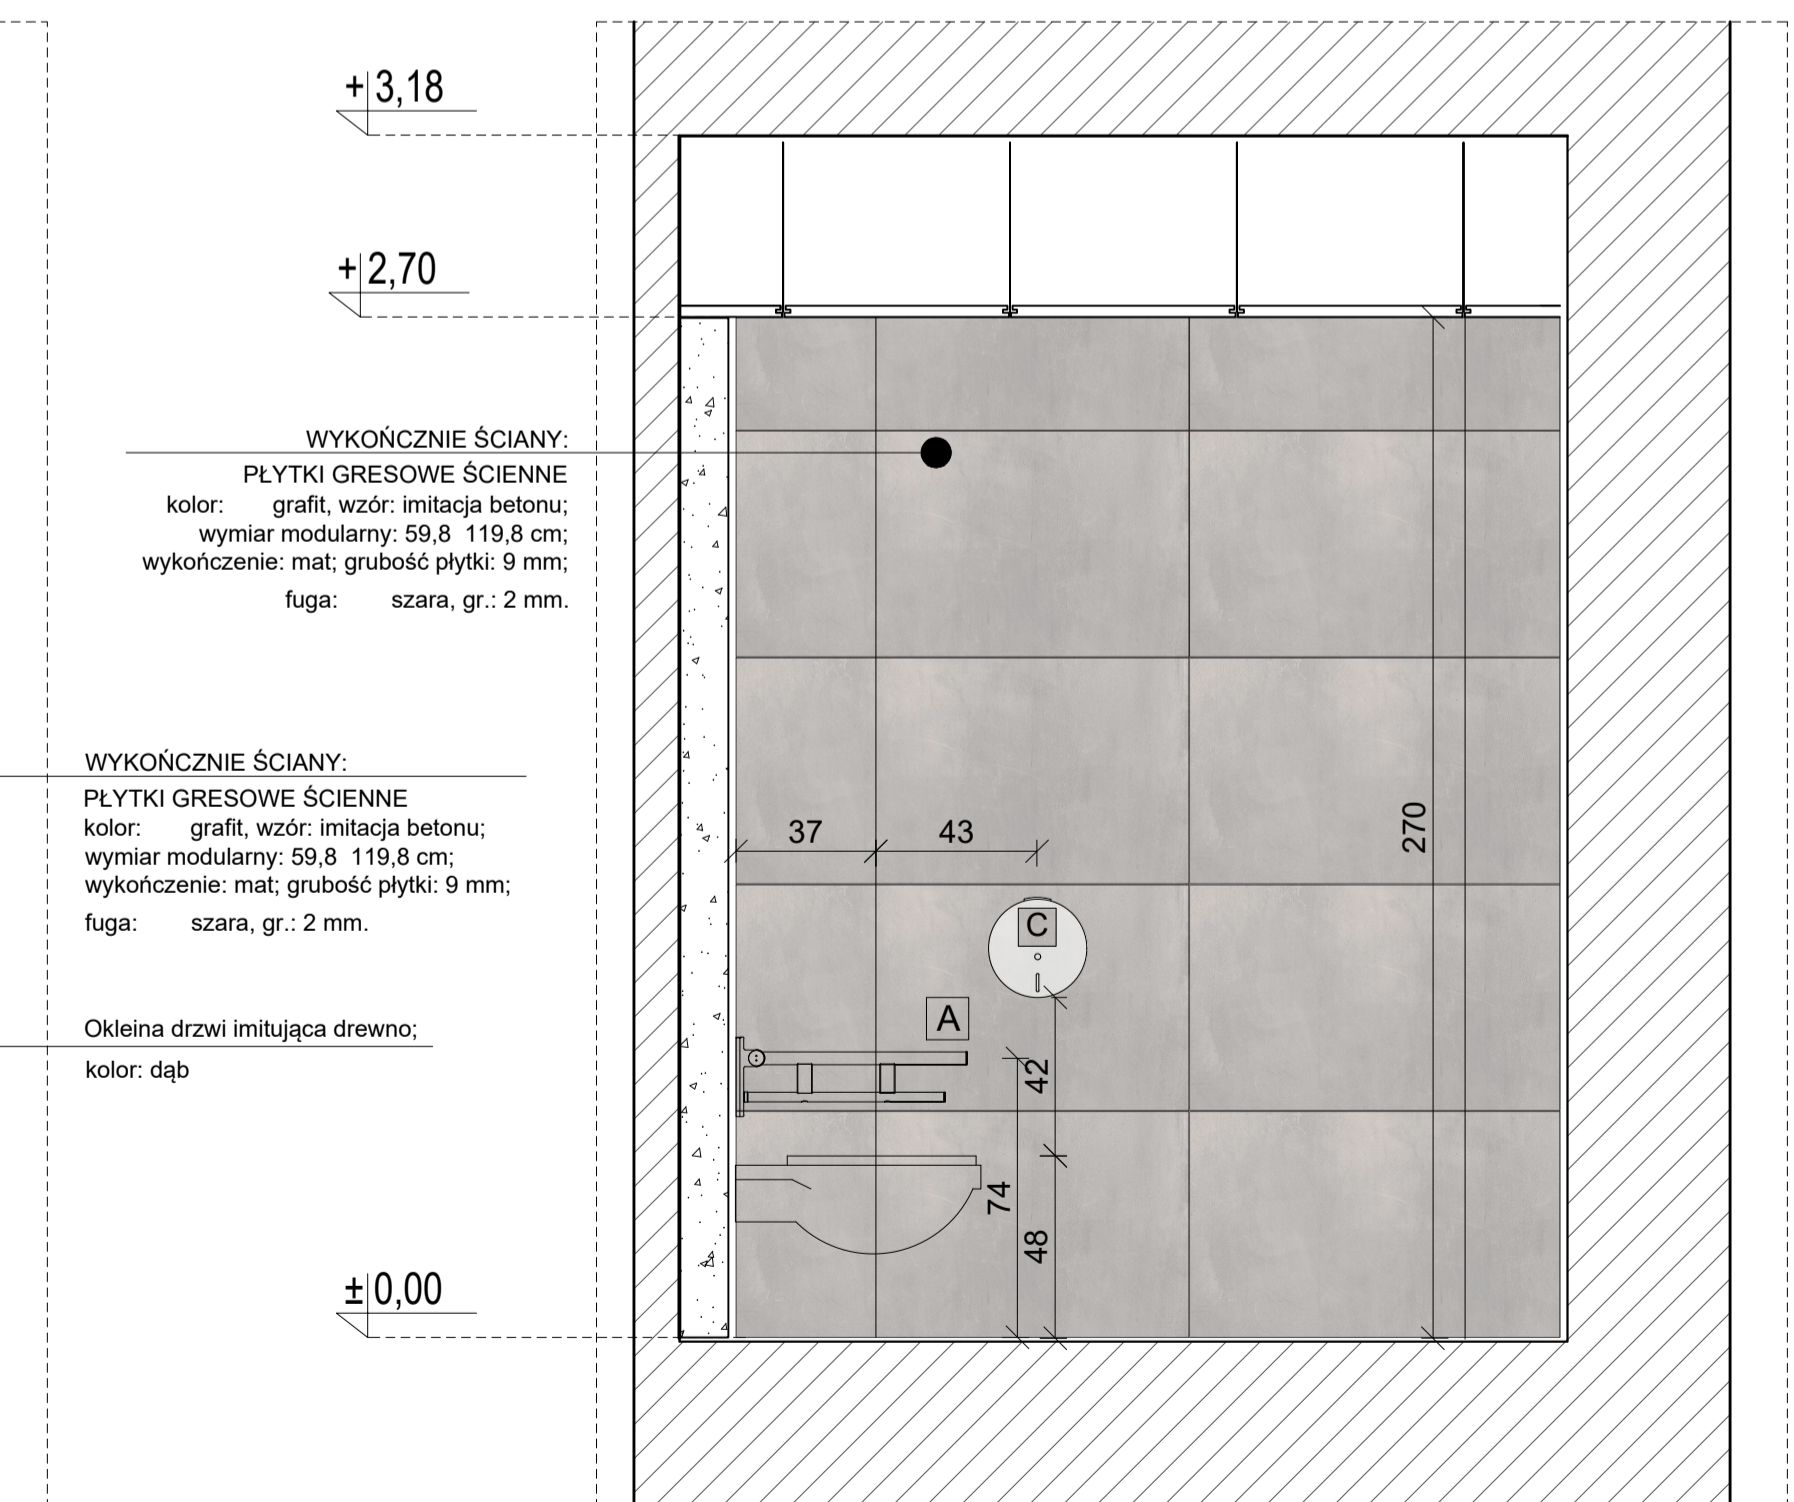 +3,18
+2,70
WYKOŃCZNIE ŚCIANY:
PŁYTKI GRESOWE ŚCIENNE
kolor: grafit, wzór: imitacja betonu;
wymiar modularny: 59,8 119,8 cm;
wykończenie: mat; grubość płytki: 9 mm;
fuga: szara, gr.: 2 mm.
WYKOŃCZNIE ŚCIANY:
PŁYTKI GRESOWE ŚCIENNE
kolor: grafit, wzór: imitacja betonu;
wymiar modularny: 59,8 119,8 cm;
wykończenie: mat; grubość płytki: 9 mm;
fuga: szara, gr.: 2 mm.
Okleina drzwi imitująca drewno;
kolor: dąb
±0,00
37
43
270
C
A
42
74
48